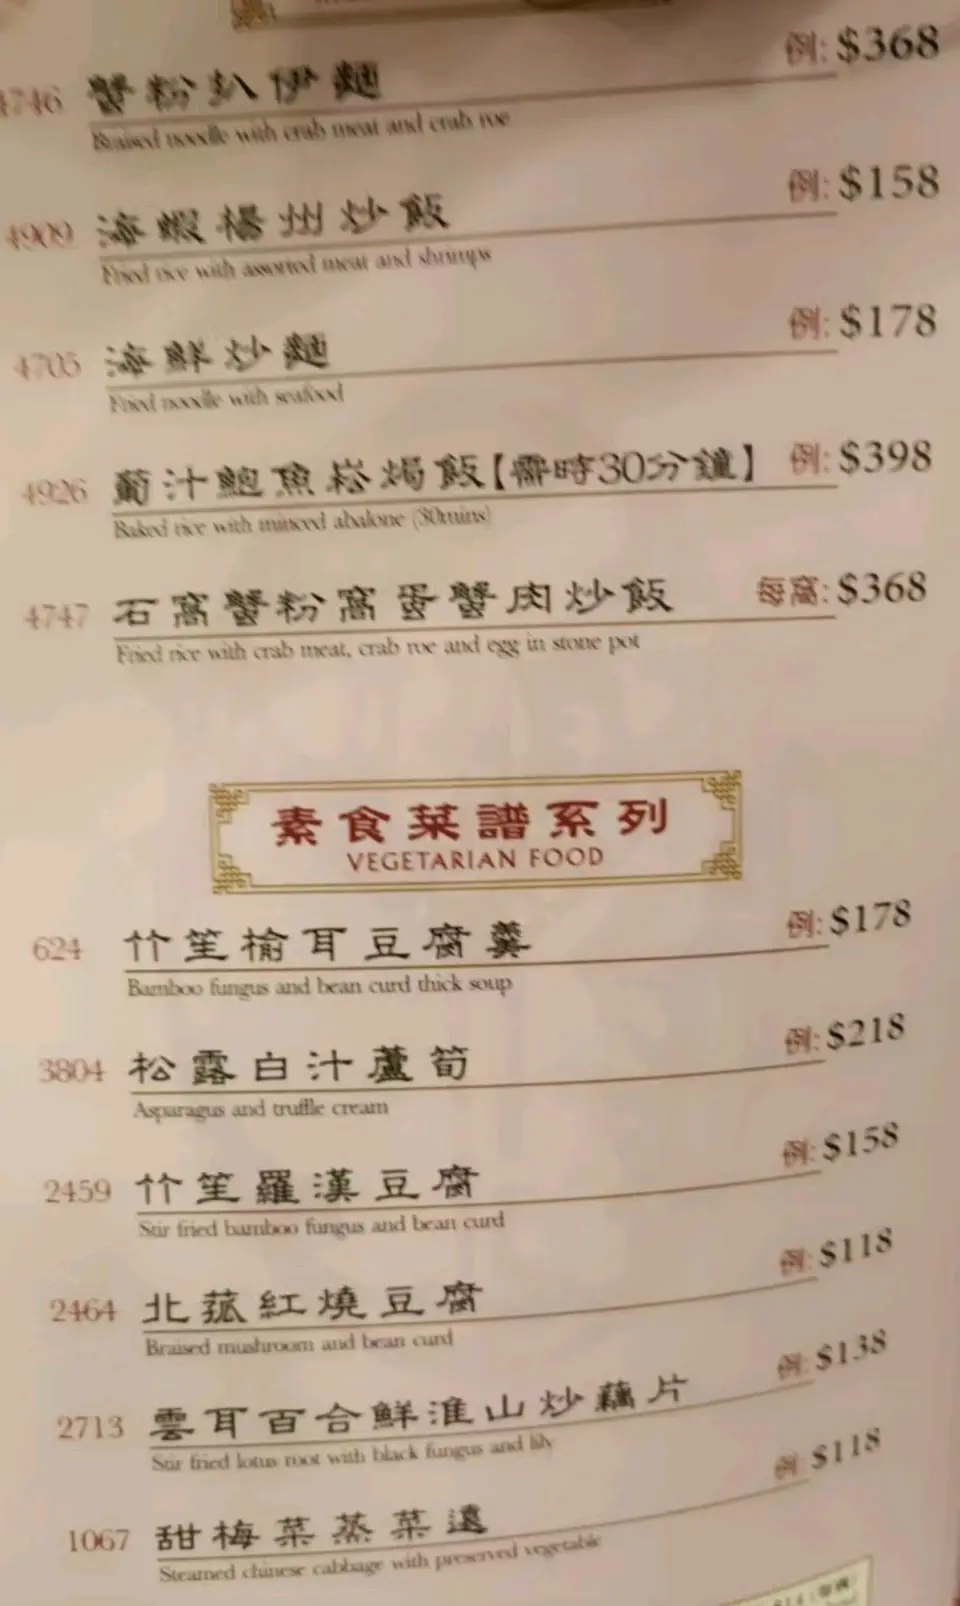 4746 蟹粉扒伊麵 例: $368
Braised noodle with crab meat and crab roe
4909 海蝦楊州炒飯 例: $158
Fried rice with assorted meat and shrimps
4705 海鮮炒麵 例: $178
Fried noodle with seafood
4926 葡汁鮑魚崧焗飯【需時30分鐘】 例: $398
Baked rice with minced abalone (30mins)
4747 石窩蟹粉窩蛋蟹肉炒飯 每窩: $368
Fried rice with crab meat, crab roe and egg in stone pot
素食菜譜系列
VEGETARIAN FOOD
624 竹笙榆耳豆腐羹 例: $178
Bamboo fungus and bean curd thick soup
3804 松露白汁蘆筍 例: $218
Asparagus and truffle cream
2459 竹笙羅漢豆腐 例: $158
Stir fried bamboo fungus and bean curd
2464 北菰紅燒豆腐 例: $118
Braised mushroom and bean curd
2713 雲耳百合鮮淮山炒藕片 例: $138
Stir fried lotus root with black fungus and lily
1067 甜梅菜蒸菜遠 例: $118
Steamed chinese cabbage with preserved vegetable